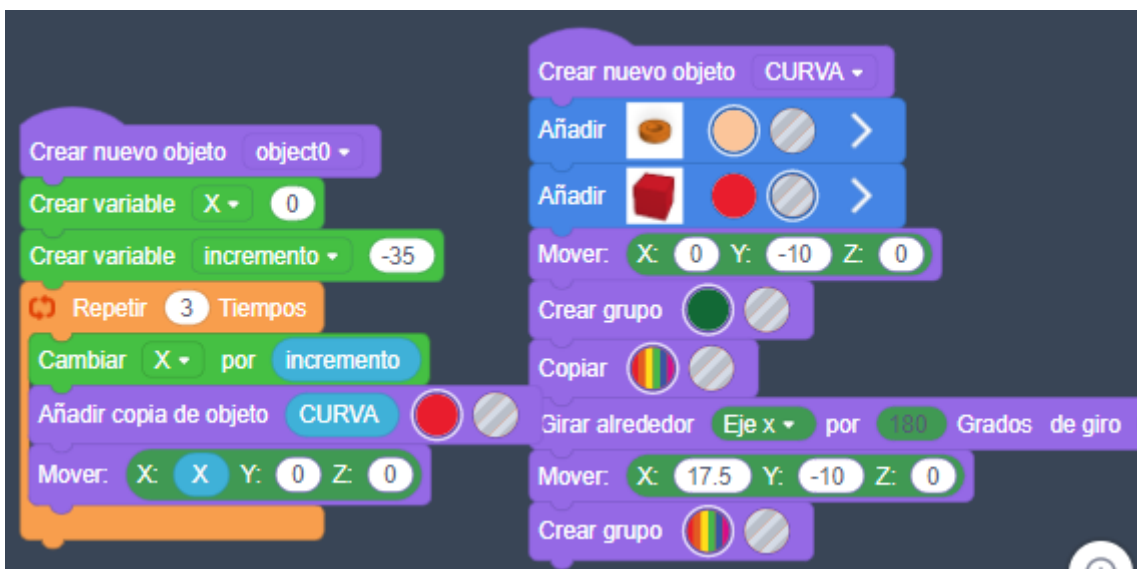 Crear nuevo objeto object0
Crear variable X 0
Crear variable incremento -35
Repetir 3 Tiempos
Cambiar X por incremento
Añadir copia de objeto CURVA
Mover: X: X Y: 0 Z: 0
Crear nuevo objeto CURVA
Añadir
Añadir
Mover: X: 0 Y: -10 Z: 0
Crear grupo
Copiar
Girar alrededor Eje x por 180 Grados de giro
Mover: X: 17.5 Y: -10 Z: 0
Crear grupo